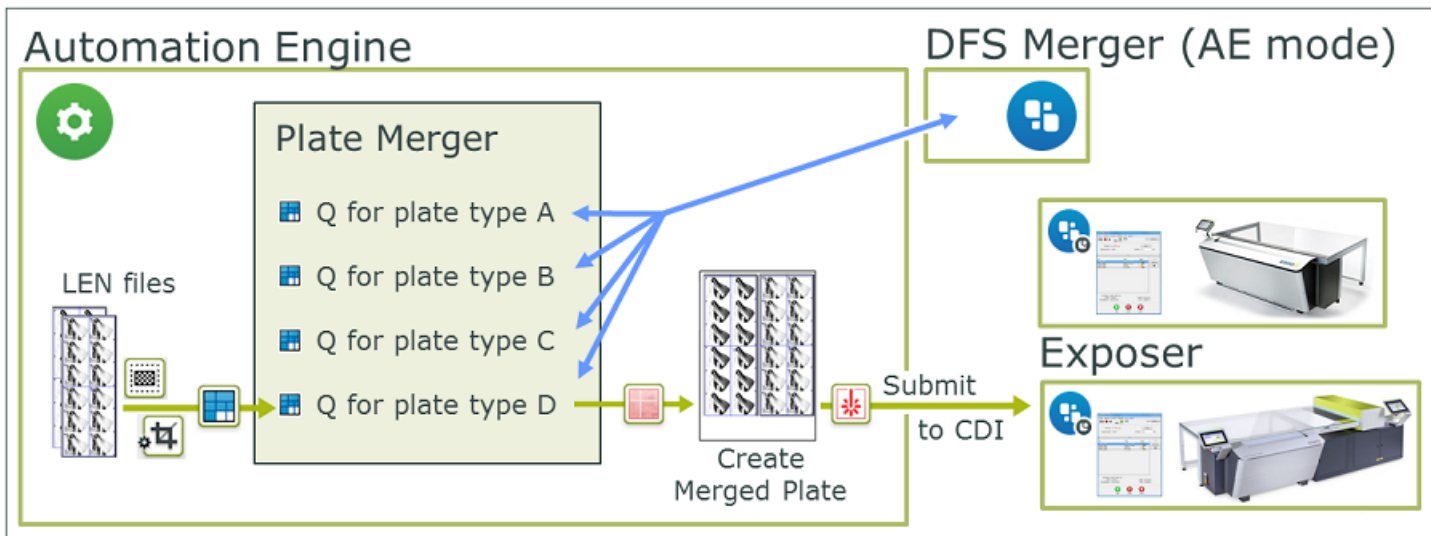 Automation Engine
DFS Merger (AE mode)
Plate Merger
Q for plate type A
Q for plate type B
Q for plate type C
Q for plate type D
LEN files
Create
Merged Plate
Submit
to CDI
Exposer